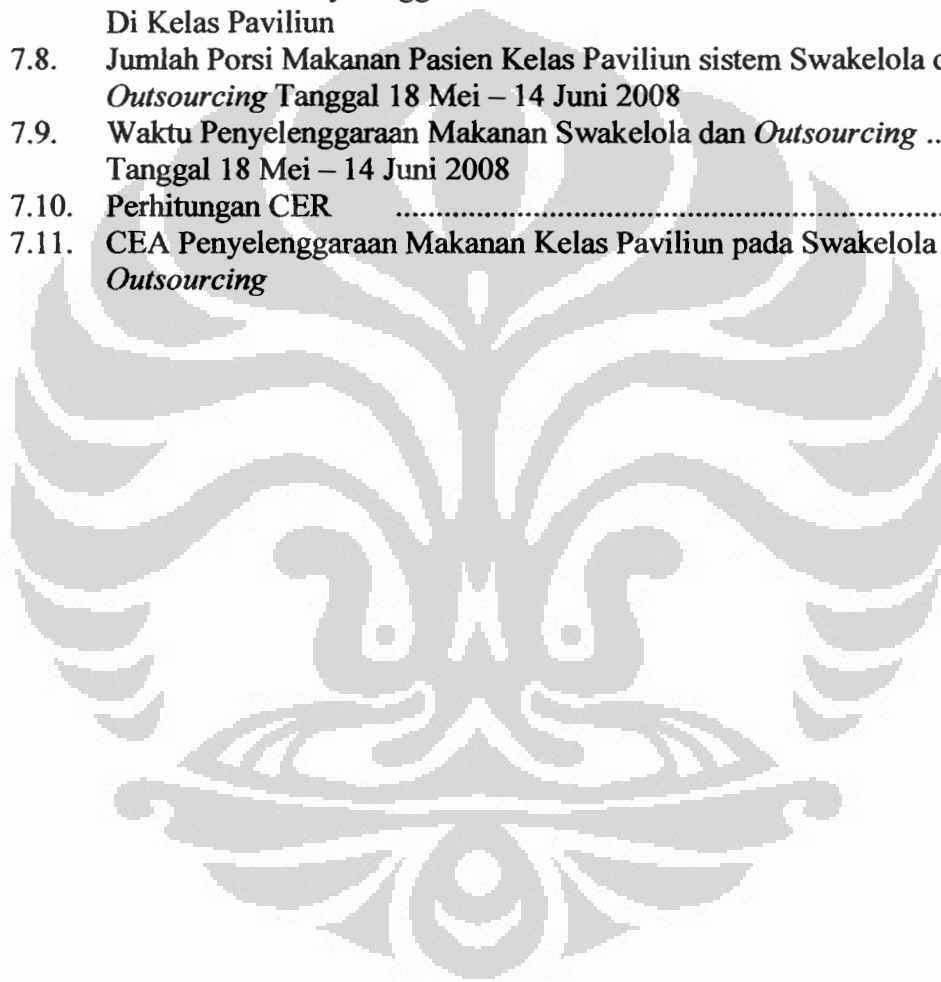 Di Kelas Paviliun
7.8. Jumlah Porsi Makanan Pasien Kelas Paviliun sistem Swakelola
Outsourcing Tanggal 18 Mei – 14 Juni 2008
7.9. Waktu Penyelenggaraan Makanan Swakelola dan Outsourcing ..
Tanggal 18 Mei – 14 Juni 2008
7.10. Perhitungan CER ..........................................................................
7.11. CEA Penyelenggaraan Makanan Kelas Paviliun pada Swakelola
Outsourcing